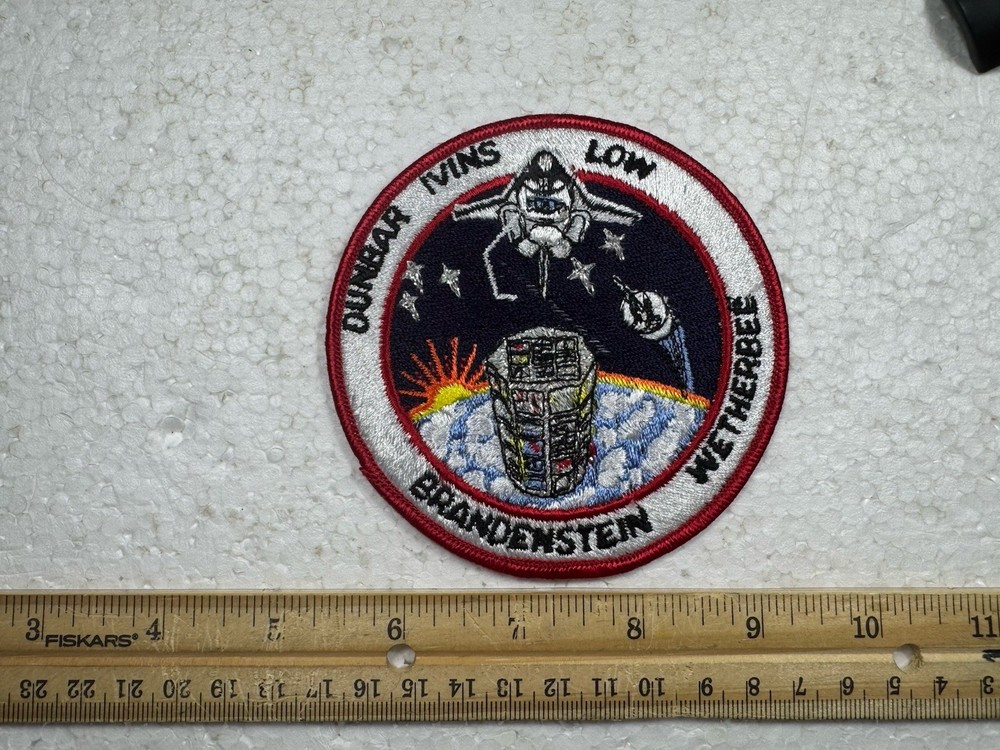 DUNBAR IVINS LOW WETHERBEE
BRANDENSTEIN
3 FISKARS® 4 5 6 7 8 9 10 11
23 22 21 20 19 18 17 16 15 14 13 12 11 10 9 8 7 6 5 4 3